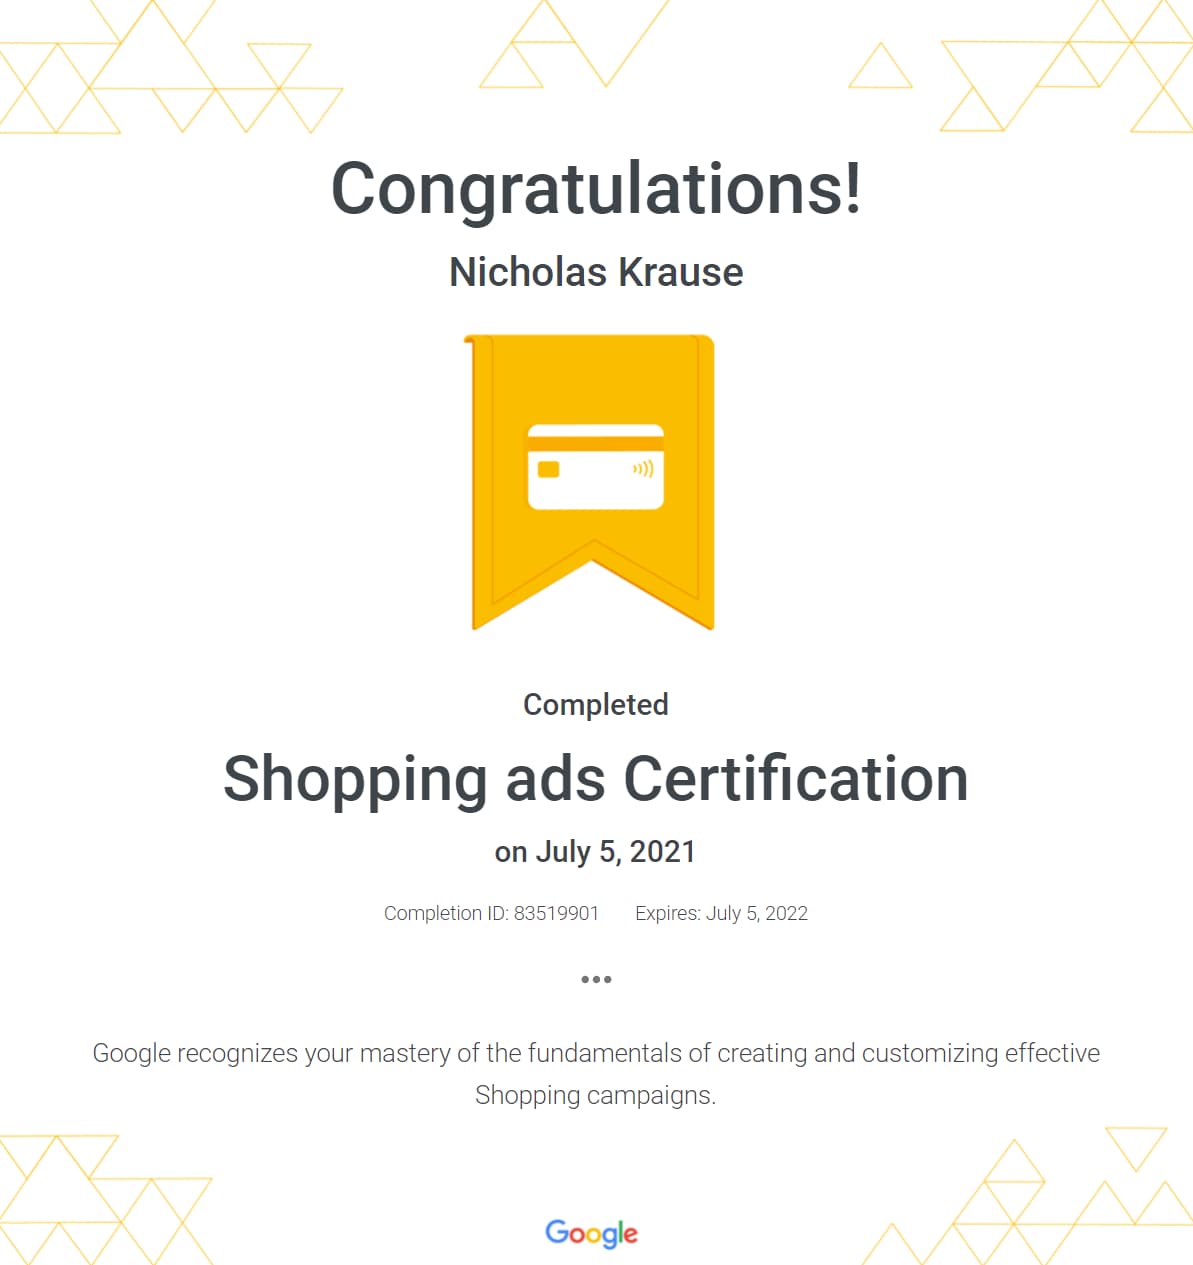 Congratulations!
Nicholas Krause
Completed
Shopping ads Certification
on July 5, 2021
Completion ID: 83519901 Expires: July 5, 2022
•••
Google recognizes your mastery of the fundamentals of creating and customizing effective
Shopping campaigns.
Google